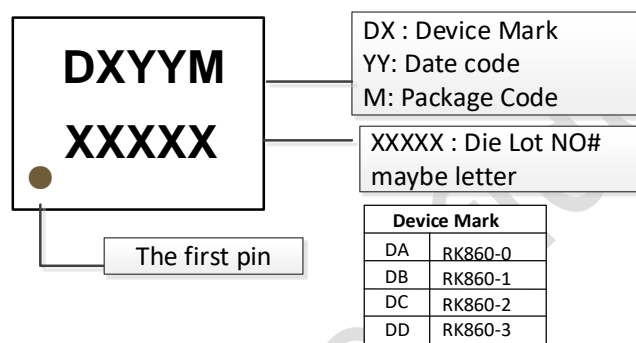 DXYYM
XXXXX
DX : Device Mark
YY: Date code
M: Package Code
XXXXX : Die Lot NO#
maybe letter
The first pin
Device Mark
DA RK860-0
DB RK860-1
DC RK860-2
DD RK860-3